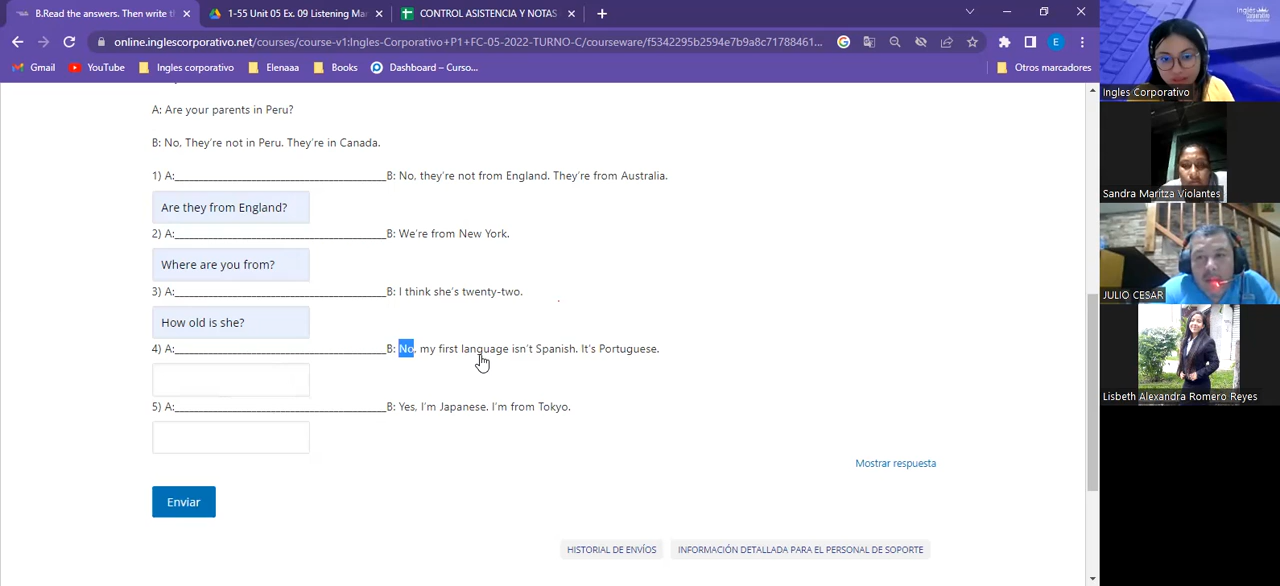 B.Read the answers. Then write t
1-55 Unit 05 Ex. 09 Listening Ma
CONTROL ASISTENCIA Y NOTAS
online.inglescorporativo.net/courses/course-v1:Ingles-Corporativo+P1+FC-05-2022-TURNO-C/courseware/f5342295b2594e7b9a8c71788461...
Gmail
YouTube
Ingles corporativo
Elenaaa
Books
Dashboard – Curso...
Otros marcadores
A: Are your parents in Peru?
B: No, They're not in Peru. They're in Canada.
1) A:________________________________________B: No, they're not from England. They're from Australia.
Are they from England?
2) A:________________________________________B: We're from New York.
Where are you from?
3) A:________________________________________B: I think she's twenty-two.
How old is she?
4) A:________________________________________B: No, my first language isn't Spanish. It's Portuguese.
5) A:________________________________________B: Yes, I'm Japanese. I'm from Tokyo.
Mostrar respuesta
Enviar
HISTORIAL DE ENVÍOS
INFORMACIÓN DETALLADA PARA EL PERSONAL DE SOPORTE
Ingles Corporativo
Sandra Maritza Violantes
JULIO CESAR
Lisbeth Alexandra Romero Reyes